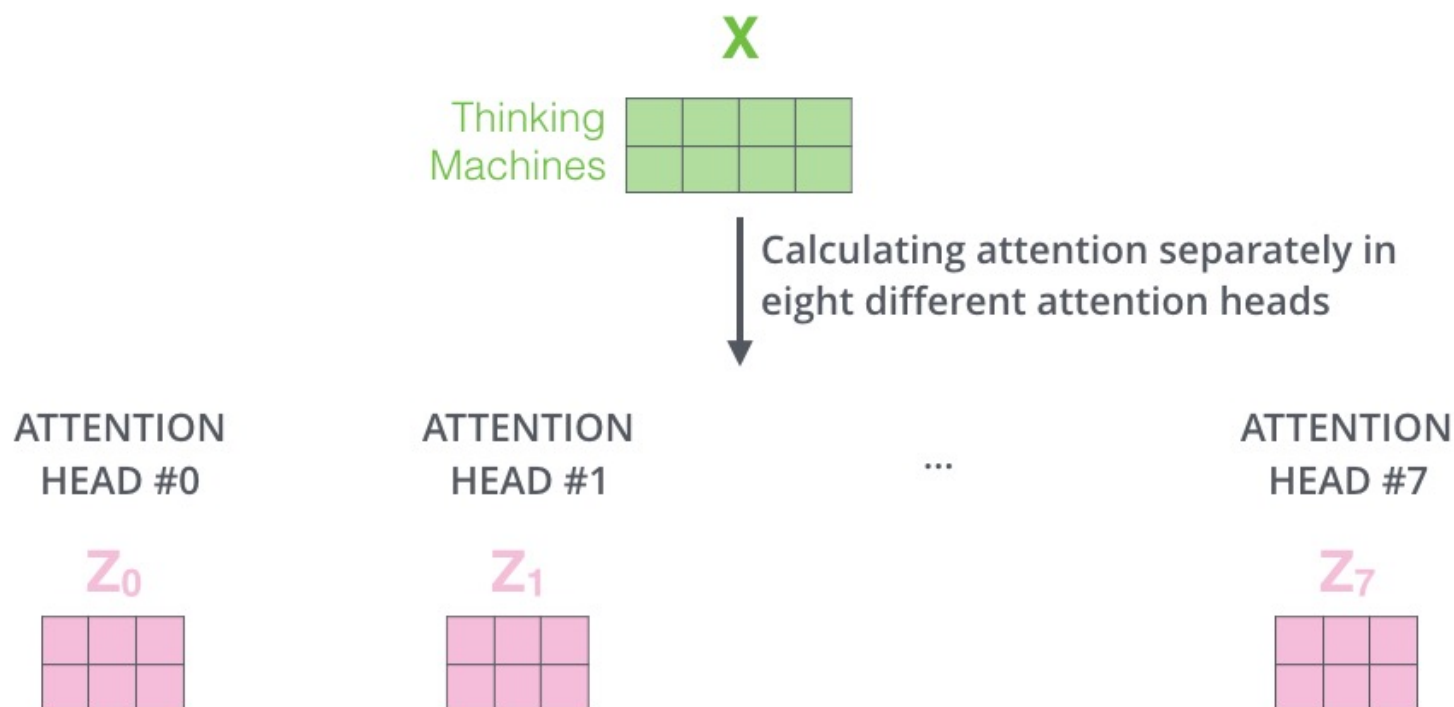 X
Thinking
Machines
Calculating attention separately in
eight different attention heads
ATTENTION
HEAD #0
ATTENTION
HEAD #1
...
ATTENTION
HEAD #7
Z0
Z1
Z7